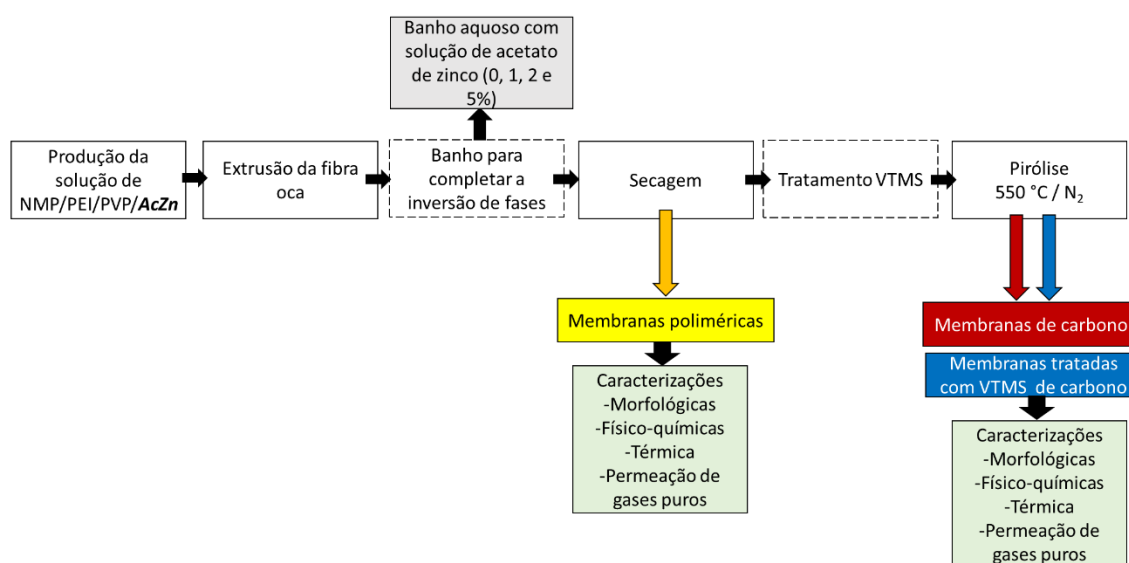 Banho aquoso com
solução de acetato
de zinco (0, 1, 2 e
5%)
Produção da
solução de
NMP/PEI/PVP/AcZn
Extrusão da fibra
oca
Banho para
completar a
inversão de fases
Secagem
Tratamento VTMS
Pirólise
550 °C / N₂
Membranas poliméricas
Caracterizações
-Morfológicas
-Físico-químicas
-Térmica
-Permeação de
gases puros
Membranas de carbono
Membranas tratadas
com VTMS de carbono
Caracterizações
-Morfológicas
-Físico-químicas
-Térmica
-Permeação de
gases puros